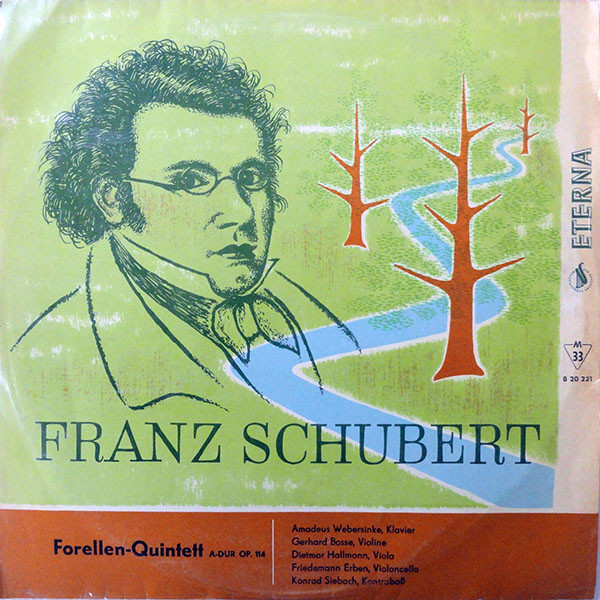 FRANZ SCHUBERT
ETERNA
M
33
8 20 231
Forellen-Quintett A-DUR OP. 114
Amadeus Webersinke, Klavier
Gerhard Bosse, Violine
Dietmar Hallmann, Viola
Friedemann Erben, Violoncello
Konrad Siebach, Kontrabaß